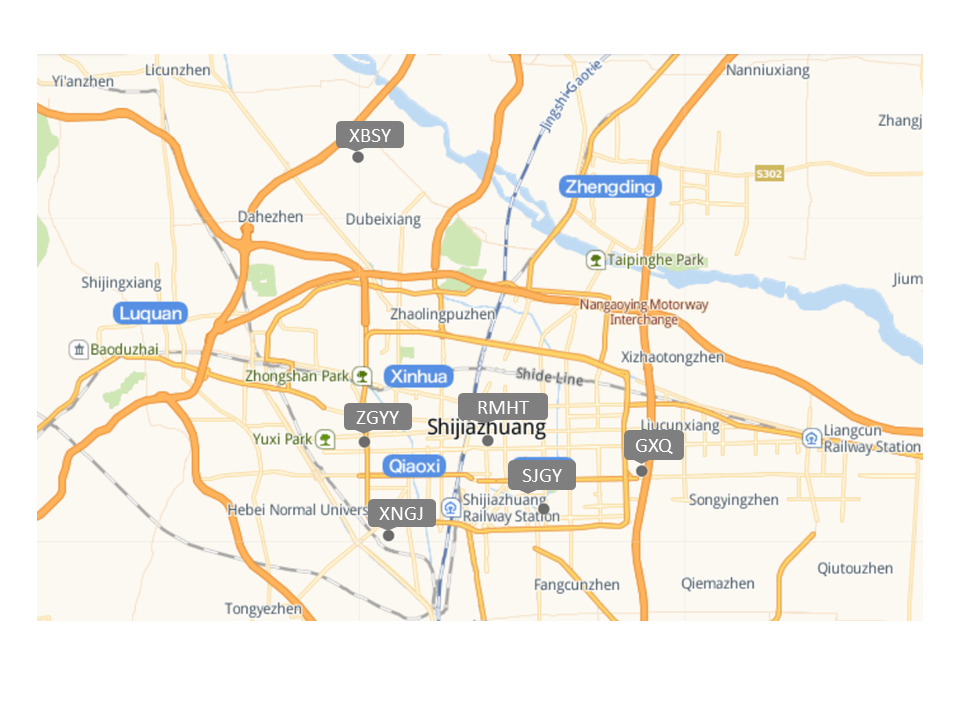 Licunzhen
Yi'anzhen
Nanniuxiang
Jingshi-Gaotie
Zhangj
XBSY
S302
Zhengding
Dahezhen
Dubeixiang
Taipinghe Park
Shijingxiang
Jium
Luquan
Zhaolingpuzhen
Nangaoying Motorway
Interchange
Baoduzhai
Xizhaotongzhen
Zhongshan Park
Xinhua
Shide Line
ZGYY
RMHT
Shijiazhuang
Liucunxiang
Liangcun
Railway Station
Yuxi Park
GXQ
Qiaoxi
SJGY
Shijiazhuang
Railway Station
Songyingzhen
Hebei Normal Univers
XNGJ
Fangcunzhen
Qiemazhen
Qiutouzhen
Tongyezhen